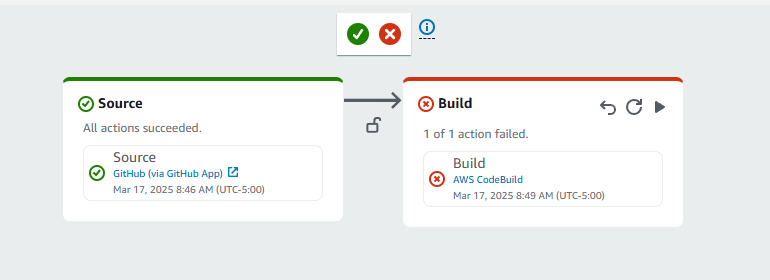 Source
All actions succeeded.
Source
GitHub (via GitHub App)
Mar 17, 2025 8:46 AM (UTC-5:00)
Build
1 of 1 action failed.
Build
AWS CodeBuild
Mar 17, 2025 8:49 AM (UTC-5:00)